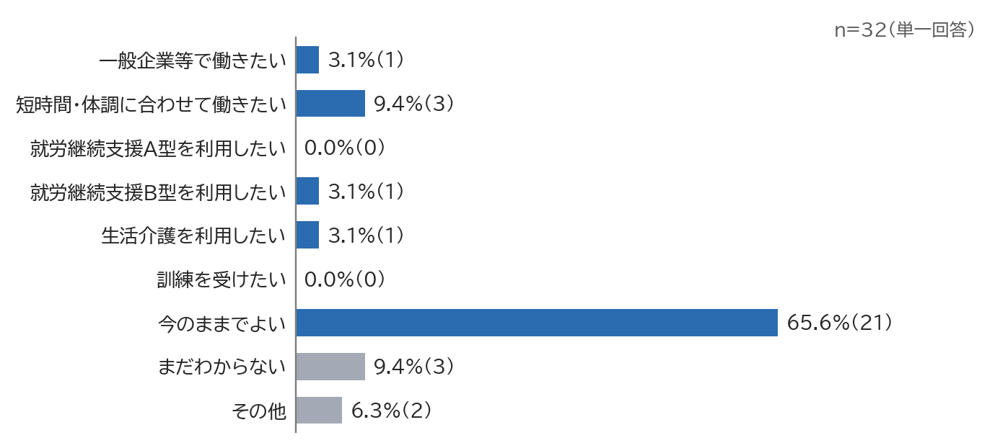 n=32(単一回答)
一般企業等で働きたい 3.1%(1)
短時間・体調に合わせて働きたい 9.4%(3)
就労継続支援A型を利用したい 0.0%(0)
就労継続支援B型を利用したい 3.1%(1)
生活介護を利用したい 3.1%(1)
訓練を受けたい 0.0%(0)
今のままでよい 65.6%(21)
まだわからない 9.4%(3)
その他 6.3%(2)